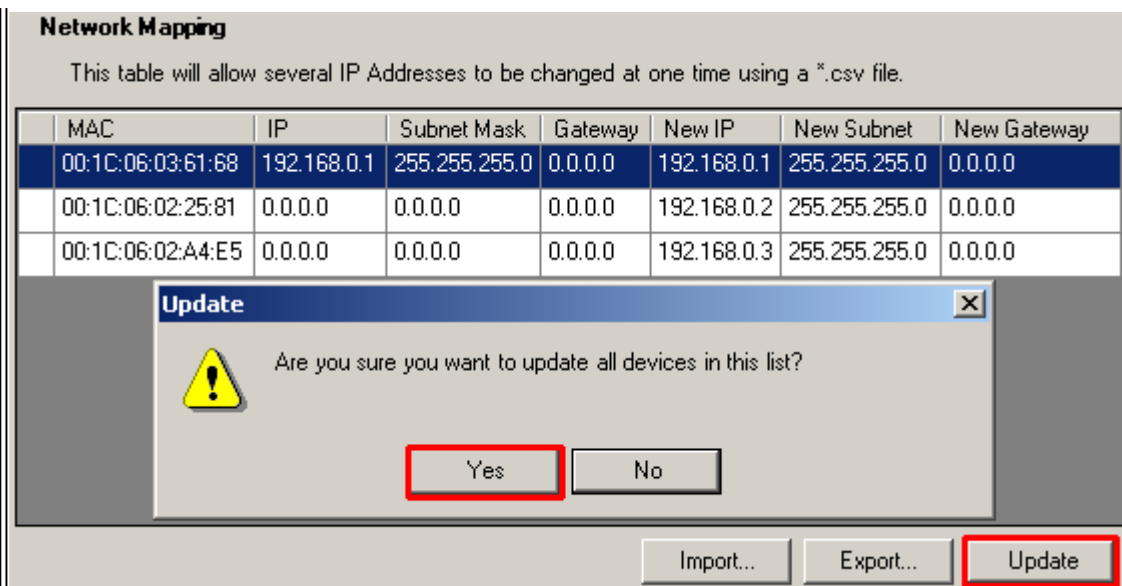 Network Mapping
This table will allow several IP Addresses to be changed at one time using a *.csv file.
MAC IP Subnet Mask Gateway New IP New Subnet New Gateway
00:1C:06:03:61:68 192.168.0.1 255.255.255.0 0.0.0.0 192.168.0.1 255.255.255.0 0.0.0.0
00:1C:06:02:25:81 0.0.0.0 0.0.0.0 0.0.0.0 192.168.0.2 255.255.255.0 0.0.0.0
00:1C:06:02:A4:E5 0.0.0.0 0.0.0.0 0.0.0.0 192.168.0.3 255.255.255.0 0.0.0.0
Update
Are you sure you want to update all devices in this list?
Yes No
Import... Export... Update